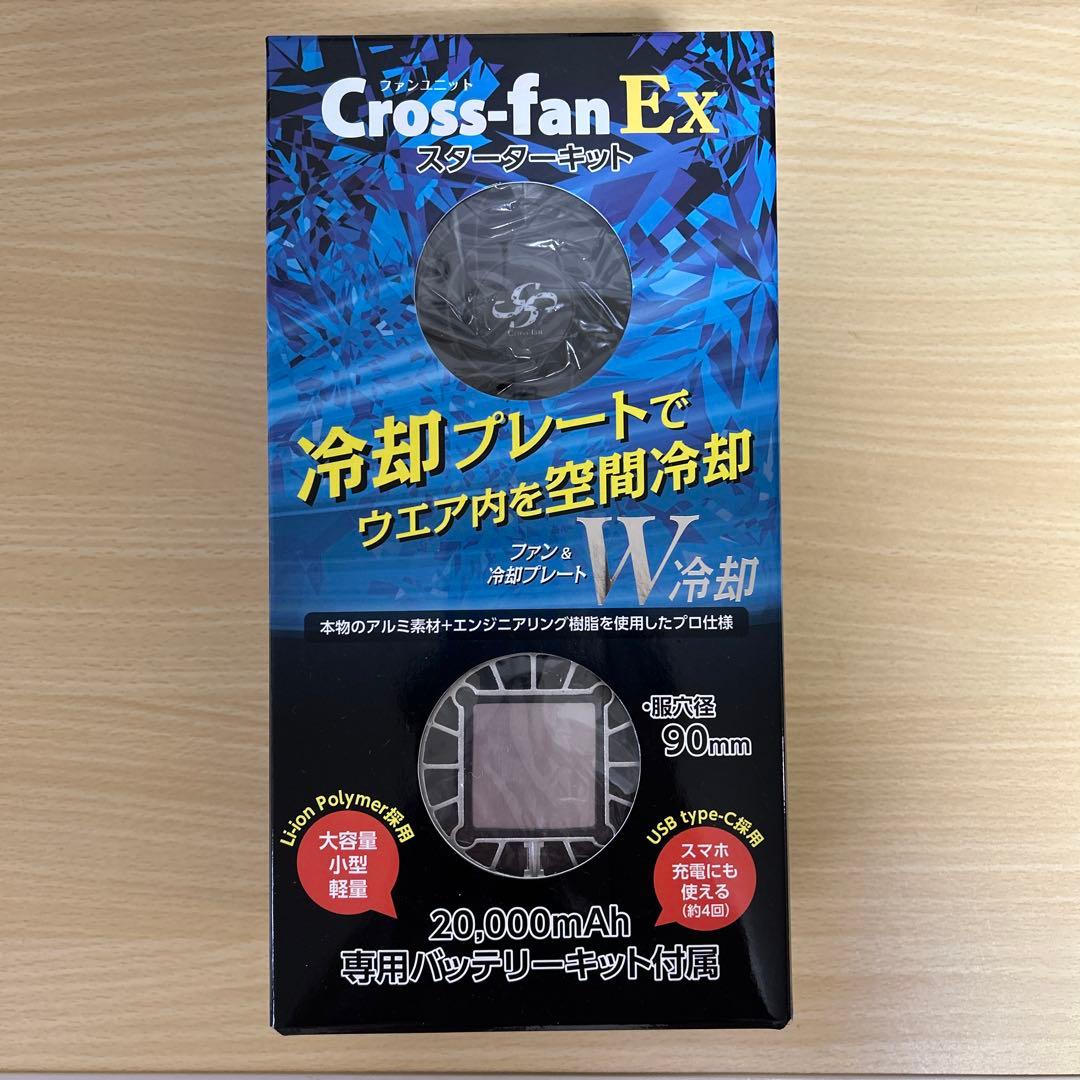 ファンユニット
Cross-fan Ex
スターターキット
Cross-fan
冷却プレートで
ウエア内を空間冷却
ファン&
冷却プレート
W冷却
本物のアルミ素材+エンジニアリング樹脂を使用したプロ仕様
・服穴径
90mm
Li-ion Polymer採用
大容量
小型
軽量
USB type-C採用
スマホ
充電にも
使える
(約4回)
20,000mAh
専用バッテリーキット付属